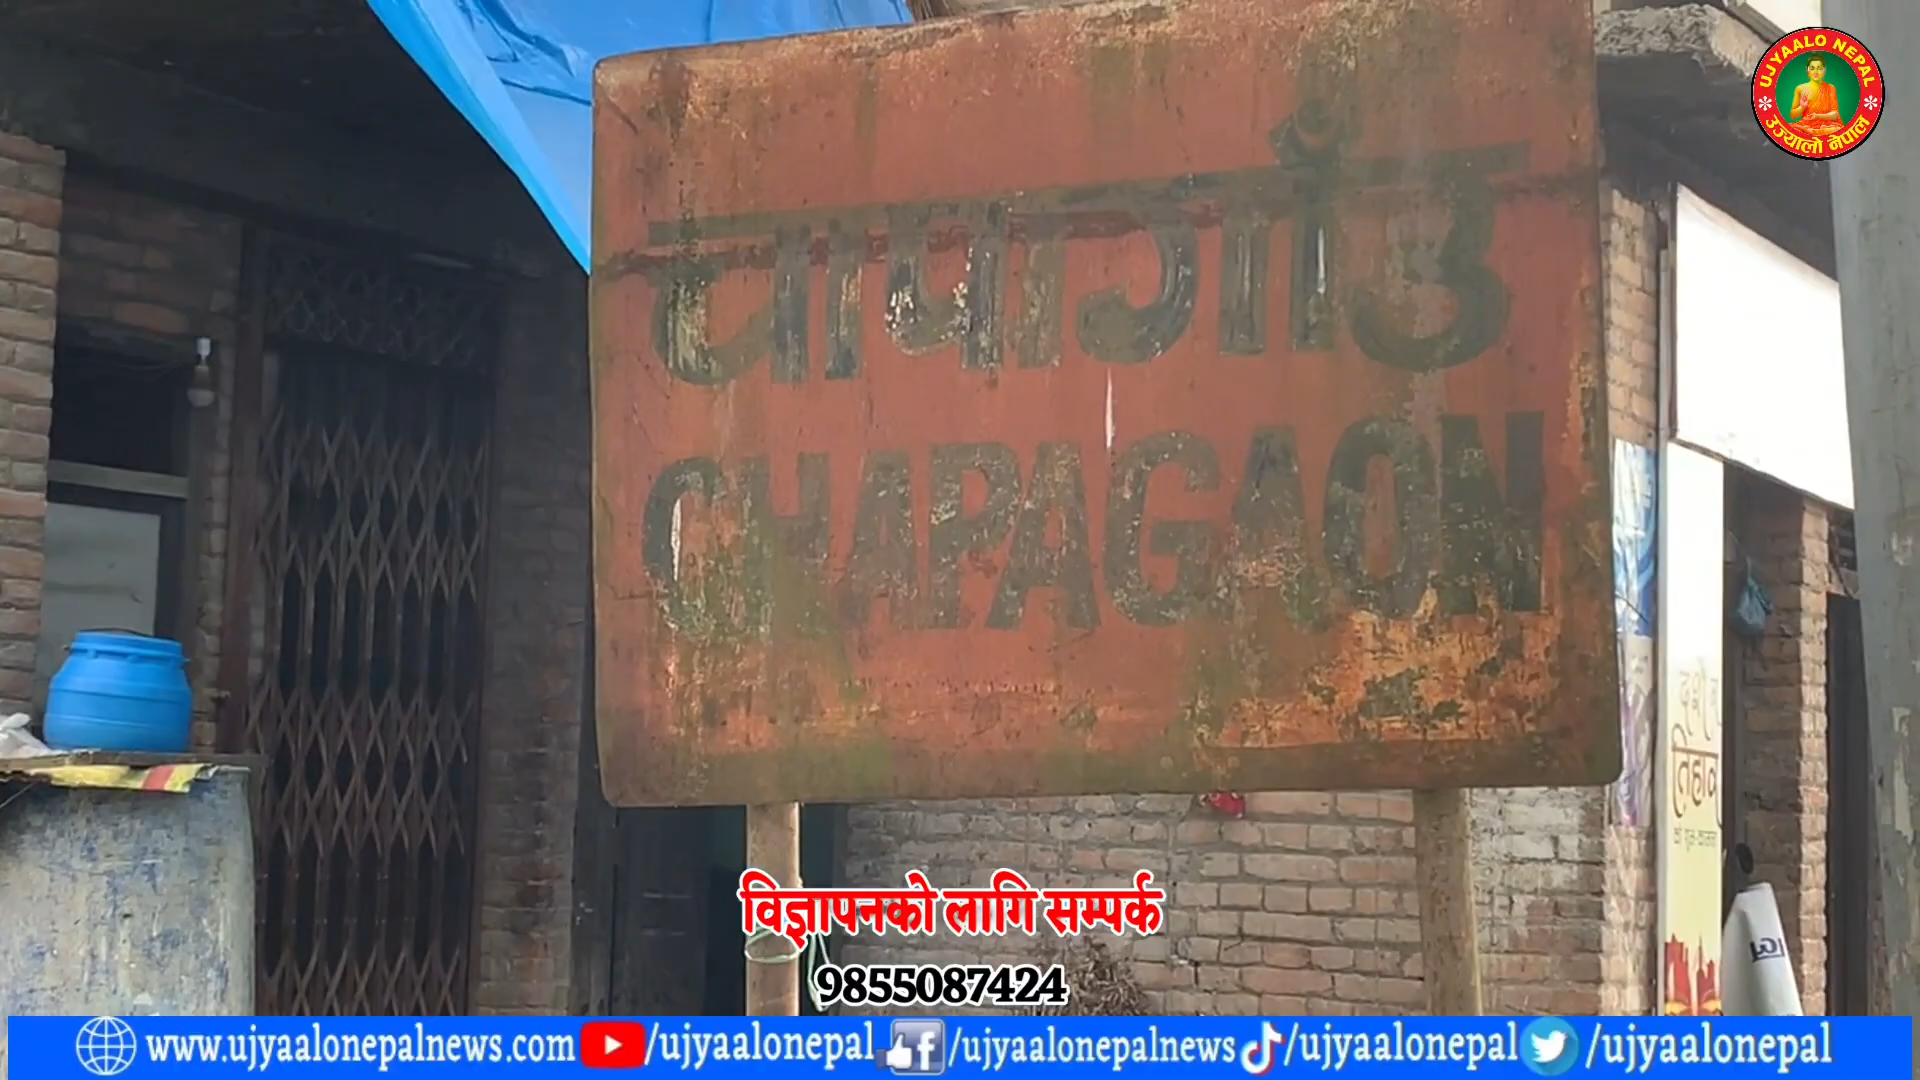 UJYAALO NEPAL
उज्यालो नेपाल
चापागाउँ
CHAPAGAON
तिहार
विज्ञापनको लागि सम्पर्क
9855087424
www.ujyaalonepalnews.com /ujyaalonepal /ujyaalonepalnews /ujyaalonepal /ujyaalonepal